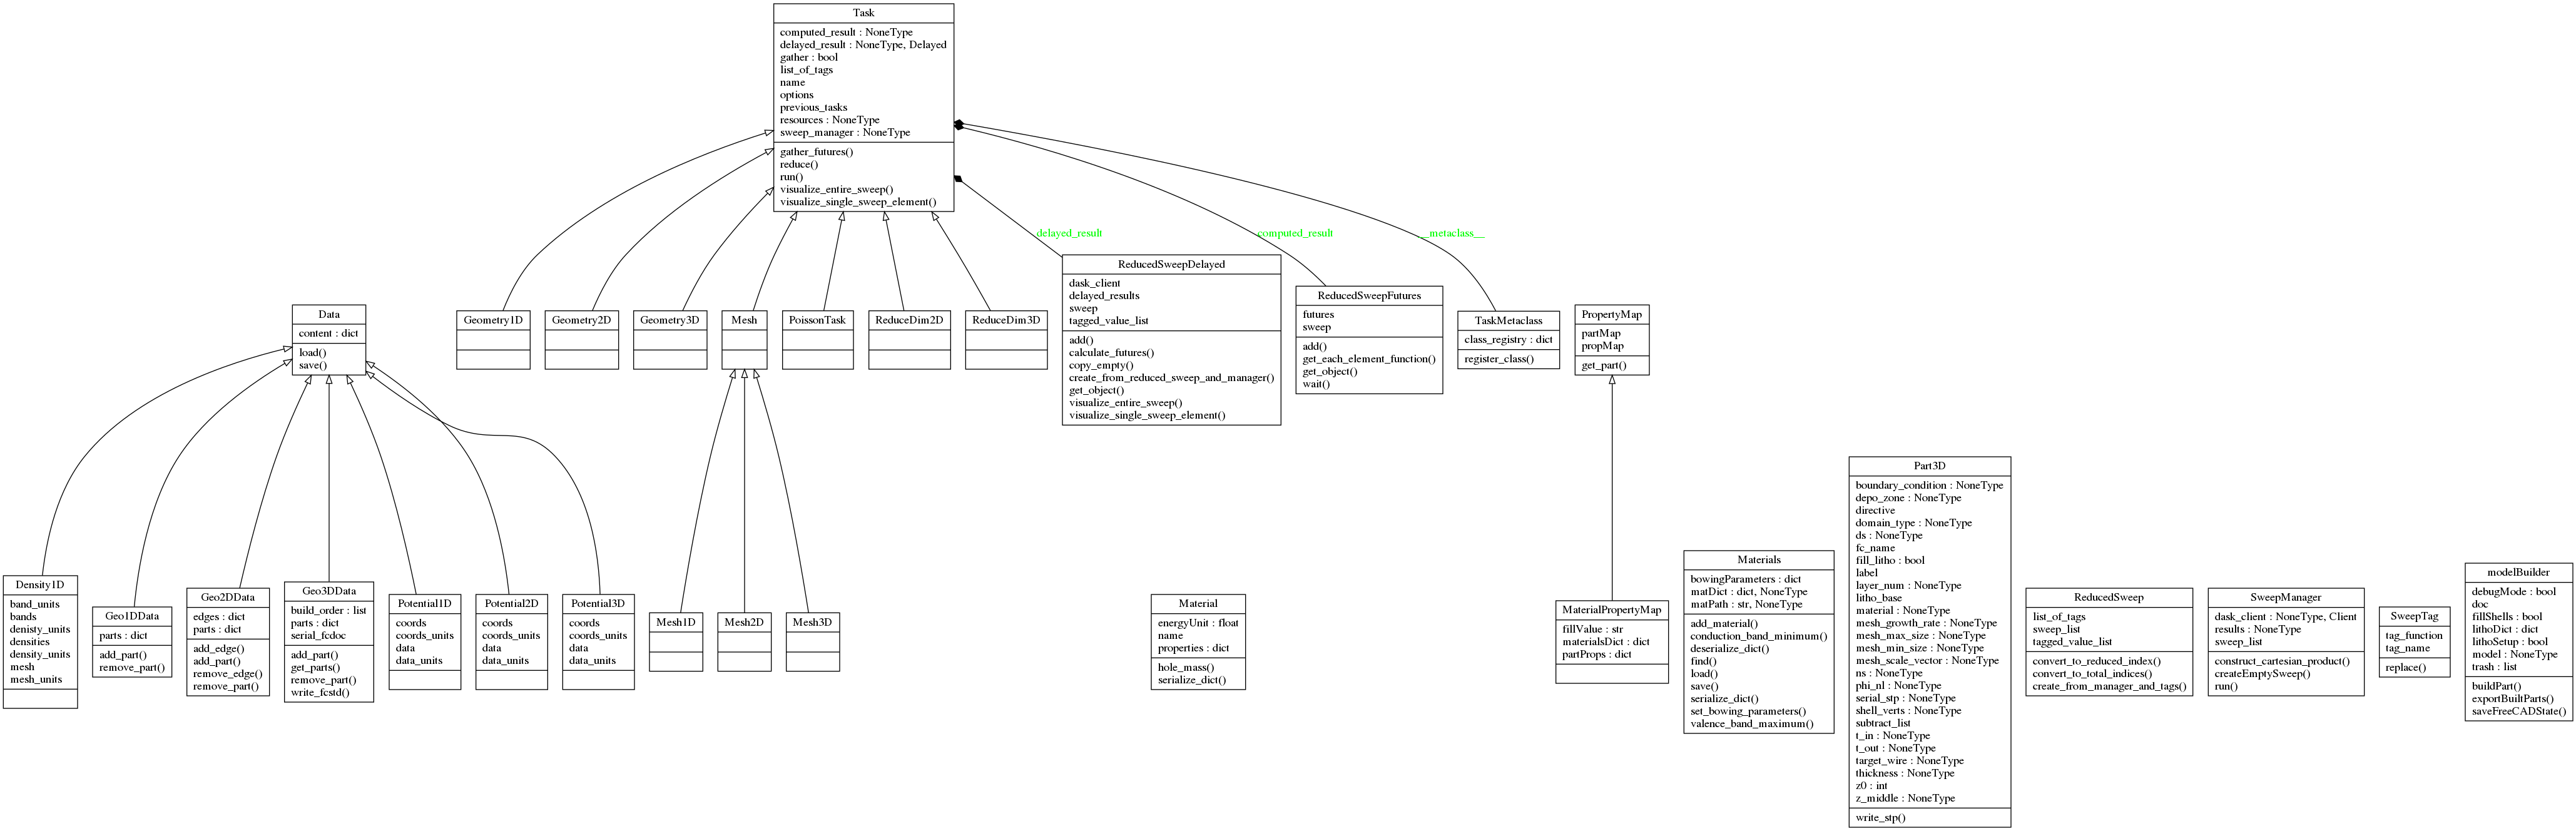 Task
computed_result : NoneType
delayed_result : NoneType, Delayed
gather : bool
list_of_tags
name
options
previous_tasks
resources : NoneType
sweep_manager : NoneType
gather_futures()
reduce()
run()
visualize_entire_sweep()
visualize_single_sweep_element()
delayed_result
computed_result
__metaclass__
Data
content : dict
load()
save()
Geometry1D
Geometry2D
Geometry3D
Mesh
PoissonTask
ReduceDim2D
ReduceDim3D
ReducedSweepDelayed
dask_client
delayed_results
sweep
tagged_value_list
add()
calculate_futures()
copy_empty()
create_from_reduced_sweep_and_manager()
get_object()
visualize_entire_sweep()
visualize_single_sweep_element()
ReducedSweepFutures
futures
sweep
add()
get_each_element_function()
get_object()
wait()
TaskMetaclass
class_registry : dict
register_class()
PropertyMap
partMap
propMap
get_part()
Density1D
band_units
bands
denisty_units
densities
density_units
mesh
mesh_units
Geo1DData
parts : dict
add_part()
remove_part()
Geo2DData
edges : dict
parts : dict
add_edge()
add_part()
remove_edge()
remove_part()
Geo3DData
build_order : list
parts : dict
serial_fcdoc
add_part()
get_parts()
remove_part()
write_fcstd()
Potential1D
coords
coords_units
data
data_units
Potential2D
coords
coords_units
data
data_units
Potential3D
coords
coords_units
data
data_units
Mesh1D
Mesh2D
Mesh3D
Material
energyUnit : float
name
properties : dict
hole_mass()
serialize_dict()
MaterialPropertyMap
fillValue : str
materialsDict : dict
partProps : dict
Materials
bowingParameters : dict
matDict : dict, NoneType
matPath : str, NoneType
add_material()
conduction_band_minimum()
deserialize_dict()
find()
load()
save()
serialize_dict()
set_bowing_parameters()
valence_band_maximum()
Part3D
boundary_condition : NoneType
depo_zone : NoneType
directive
domain_type : NoneType
ds : NoneType
fc_name
fill_litho : bool
label
layer_num : NoneType
litho_base
material : NoneType
mesh_growth_rate : NoneType
mesh_max_size : NoneType
mesh_min_size : NoneType
mesh_scale_vector : NoneType
ns : NoneType
phi_nl : NoneType
serial_stp : NoneType
shell_verts : NoneType
subtract_list
t_in : NoneType
t_out : NoneType
target_wire : NoneType
thickness : NoneType
z0 : int
z_middle : NoneType
write_stp()
ReducedSweep
list_of_tags
sweep_list
tagged_value_list
convert_to_reduced_index()
convert_to_total_indices()
create_from_manager_and_tags()
SweepManager
dask_client : NoneType, Client
results : NoneType
sweep_list
construct_cartesian_product()
createEmptySweep()
run()
SweepTag
tag_function
tag_name
replace()
modelBuilder
debugMode : bool
doc
fillShells : bool
lithoDict : dict
lithoSetup : bool
model : NoneType
trash : list
buildPart()
exportBuiltParts()
saveFreeCADState()